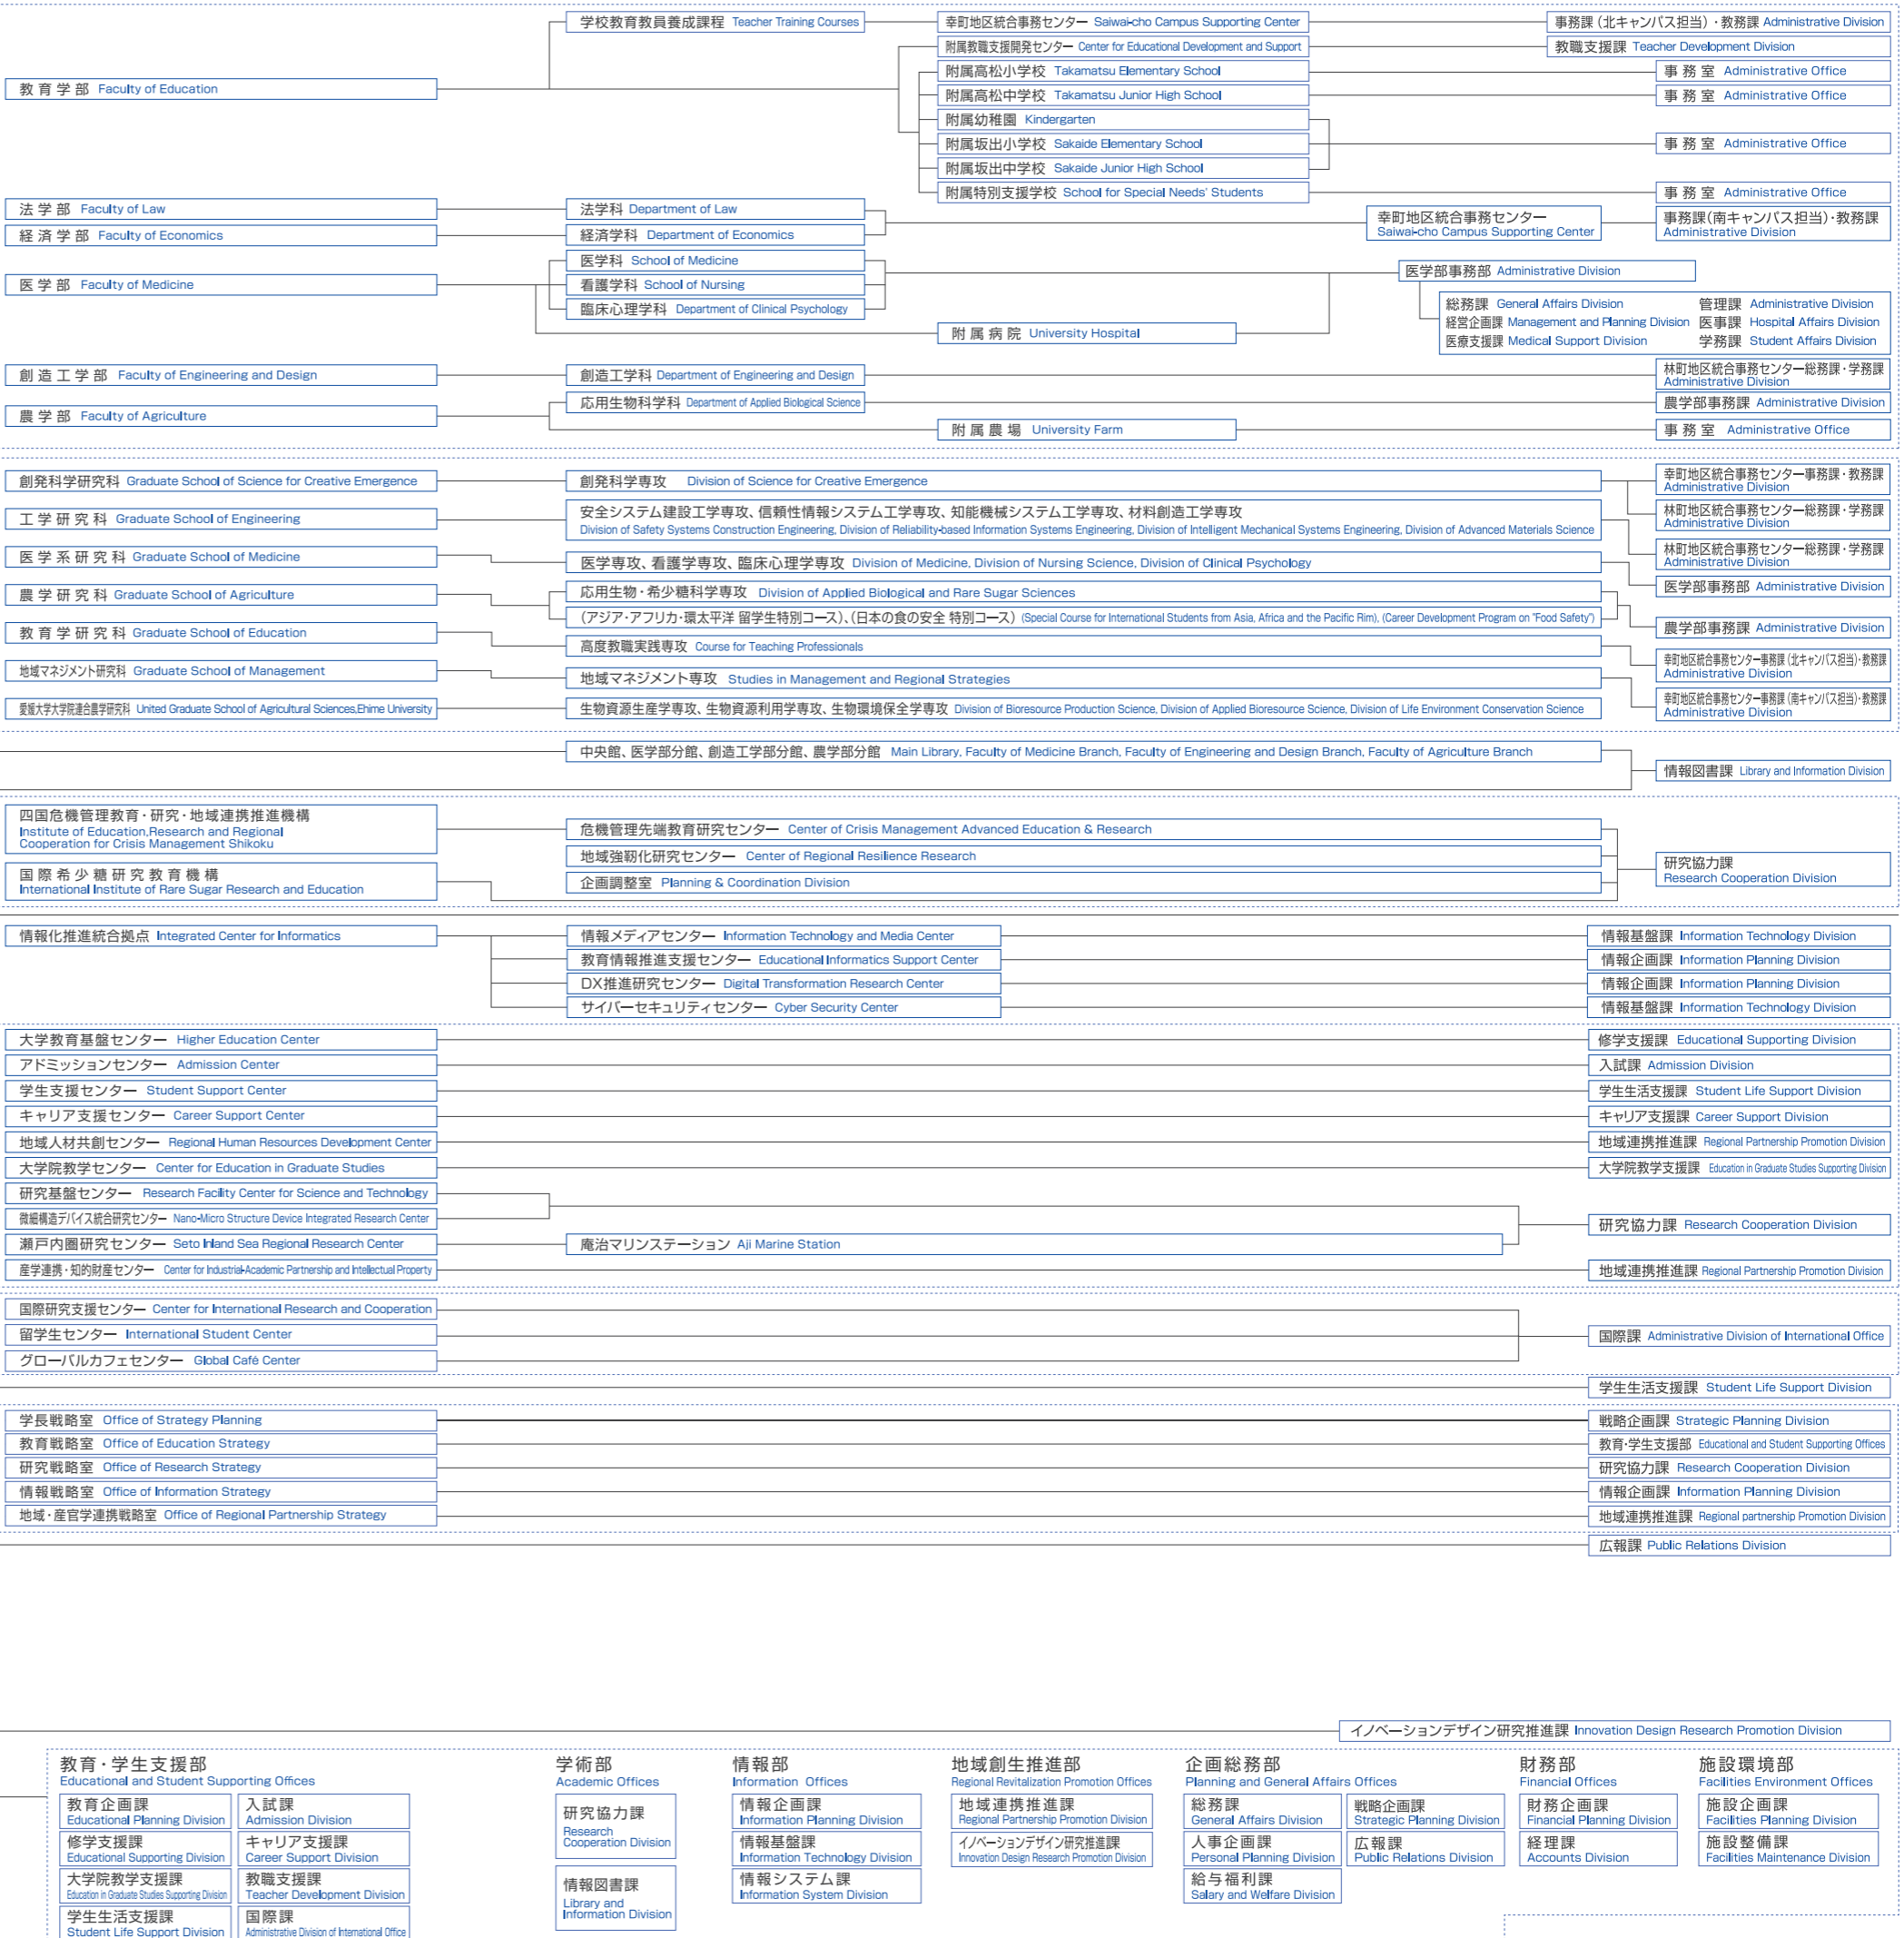 学校教育教員養成課程 Teacher Training Courses
幸町地区統合事務センター Saiwai-cho Campus Supporting Center
事務課（北キャンパス担当）・教務課 Administrative Division
附属教職支援開発センター Center for Educational Development and Support
教職支援課 Teacher Development Division
教育学部 Faculty of Education
附属高松小学校 Takamatsu Elementary School
事務室 Administrative Office
附属高松中学校 Takamatsu Junior High School
事務室 Administrative Office
附属幼稚園 Kindergarten
附属坂出小学校 Sakaide Elementary School
事務室 Administrative Office
附属坂出中学校 Sakaide Junior High School
附属特別支援学校 School for Special Needs' Students
事務室 Administrative Office
法学部 Faculty of Law
法学科 Department of Law
経済学部 Faculty of Economics
経済学科 Department of Economics
幸町地区統合事務センター
Saiwai-cho Campus Supporting Center
事務課(南キャンパス担当)・教務課
Administrative Division
医学部 Faculty of Medicine
医学科 School of Medicine
看護学科 School of Nursing
臨床心理学科 Department of Clinical Psychology
附属病院 University Hospital
医学部事務部 Administrative Division
総務課 General Affairs Division 管理課 Administrative Division
経営企画課 Management and Planning Division 医事課 Hospital Affairs Division
医療支援課 Medical Support Division 学務課 Student Affairs Division
創造工学部 Faculty of Engineering and Design
創造工学科 Department of Engineering and Design
林町地区統合事務センター総務課・学務課
Administrative Division
農学部 Faculty of Agriculture
応用生物科学科 Department of Applied Biological Science
農学部事務課 Administrative Division
附属農場 University Farm
事務室 Administrative Office
創発科学研究科 Graduate School of Science for Creative Emergence
創発科学専攻 Division of Science for Creative Emergence
幸町地区統合事務センター事務課・教務課
Administrative Division
林町地区統合事務センター総務課・学務課
Administrative Division
工学研究科 Graduate School of Engineering
安全システム建設工学専攻、信頼性情報システム工学専攻、知能機械システム工学専攻、材料創造工学専攻
Division of Safety Systems Construction Engineering, Division of Reliability-based Information Systems Engineering, Division of Intelligent Mechanical Systems Engineering, Division of Advanced Materials Science
林町地区統合事務センター総務課・学務課
Administrative Division
医学系研究科 Graduate School of Medicine
医学専攻、看護学専攻、臨床心理学専攻 Division of Medicine, Division of Nursing Science, Division of Clinical Psychology
医学部事務部 Administrative Division
農学研究科 Graduate School of Agriculture
応用生物・希少糖科学専攻 Division of Applied Biological and Rare Sugar Sciences
(アジア・アフリカ・環太平洋 留学生特別コース)、(日本の食の安全 特別コース) (Special Course for International Students from Asia, Africa and the Pacific Rim), (Career Development Program on "Food Safety")
農学部事務課 Administrative Division
教育学研究科 Graduate School of Education
高度教職実践専攻 Course for Teaching Professionals
幸町地区統合事務センター事務課(北キャンパス担当)・教務課
Administrative Division
地域マネジメント研究科 Graduate School of Management
地域マネジメント専攻 Studies in Management and Regional Strategies
幸町地区統合事務センター事務課(南キャンパス担当)・教務課
Administrative Division
愛媛大学大学院連合農学研究科 United Graduate School of Agricultural Sciences,Ehime University
生物資源生産学専攻、生物資源利用学専攻、生物環境保全学専攻 Division of Bioresource Production Science, Division of Applied Bioresource Science, Division of Life Environment Conservation Science
中央館、医学部分館、創造工学部分館、農学部分館 Main Library, Faculty of Medicine Branch, Faculty of Engineering and Design Branch, Faculty of Agriculture Branch
情報図書課 Library and Information Division
四国危機管理教育・研究・地域連携推進機構
Institute of Education,Research and Regional
Cooperation for Crisis Management Shikoku
危機管理先端教育研究センター Center of Crisis Management Advanced Education & Research
地域強靭化研究センター Center of Regional Resilience Research
企画調整室 Planning & Coordination Division
国際希少糖研究教育機構
International Institute of Rare Sugar Research and Education
研究協力課
Research Cooperation Division
情報化推進統合拠点 Integrated Center for Informatics
情報メディアセンター Information Technology and Media Center
情報基盤課 Information Technology Division
教育情報推進支援センター Educational Informatics Support Center
情報企画課 Information Planning Division
DX推進研究センター Digital Transformation Research Center
情報企画課 Information Planning Division
サイバーセキュリティセンター Cyber Security Center
情報基盤課 Information Technology Division
大学教育基盤センター Higher Education Center
修学支援課 Educational Supporting Division
アドミッションセンター Admission Center
入試課 Admission Division
学生支援センター Student Support Center
学生生活支援課 Student Life Support Division
キャリア支援センター Career Support Center
キャリア支援課 Career Support Division
地域人材共創センター Regional Human Resources Development Center
地域連携推進課 Regional Partnership Promotion Division
大学院教学センター Center for Education in Graduate Studies
大学院教学支援課 Education in Graduate Studies Supporting Division
研究基盤センター Research Facility Center for Science and Technology
微細構造デバイス統合研究センター Nano-Micro Structure Device Integrated Research Center
研究協力課 Research Cooperation Division
瀬戸内圏研究センター Seto Inland Sea Regional Research Center
庵治マリンステーション Aji Marine Station
産学連携・知的財産センター Center for Industrial-Academic Partnership and Intellectual Property
地域連携推進課 Regional Partnership Promotion Division
国際研究支援センター Center for International Research and Cooperation
留学生センター International Student Center
国際課 Administrative Division of International Office
グローバルカフェセンター Global Café Center
学生生活支援課 Student Life Support Division
学長戦略室 Office of Strategy Planning
戦略企画課 Strategic Planning Division
教育戦略室 Office of Education Strategy
教育・学生支援部 Educational and Student Supporting Offices
研究戦略室 Office of Research Strategy
研究協力課 Research Cooperation Division
情報戦略室 Office of Information Strategy
情報企画課 Information Planning Division
地域・産官学連携戦略室 Office of Regional Partnership Strategy
地域連携推進課 Regional partnership Promotion Division
広報課 Public Relations Division
イノベーションデザイン研究推進課 Innovation Design Research Promotion Division
教育・学生支援部
Educational and Student Supporting Offices
教育企画課
Educational Planning Division
入試課
Admission Division
修学支援課
Educational Supporting Division
キャリア支援課
Career Support Division
大学院教学支援課
Education in Graduate Studies Supporting Division
教職支援課
Teacher Development Division
学生生活支援課
Student Life Support Division
国際課
Administrative Division of International Office
学術部
Academic Offices
研究協力課
Research
Cooperation Division
情報図書課
Library and
Information Division
情報部
Information Offices
情報企画課
Information Planning Division
情報基盤課
Information Technology Division
情報システム課
Information System Division
地域創生推進部
Regional Revitalization Promotion Offices
地域連携推進課
Regional Partnership Promotion Division
イノベーションデザイン研究推進課
Innovation Design Research Promotion Division
企画総務部
Planning and General Affairs Offices
総務課
General Affairs Division
戦略企画課
Strategic Planning Division
人事企画課
Personal Planning Division
広報課
Public Relations Division
給与福利課
Salary and Welfare Division
財務部
Financial Offices
財務企画課
Financial Planning Division
経理課
Accounts Division
施設環境部
Facilities Environment Offices
施設企画課
Facilities Planning Division
施設整備課
Facilities Maintenance Division